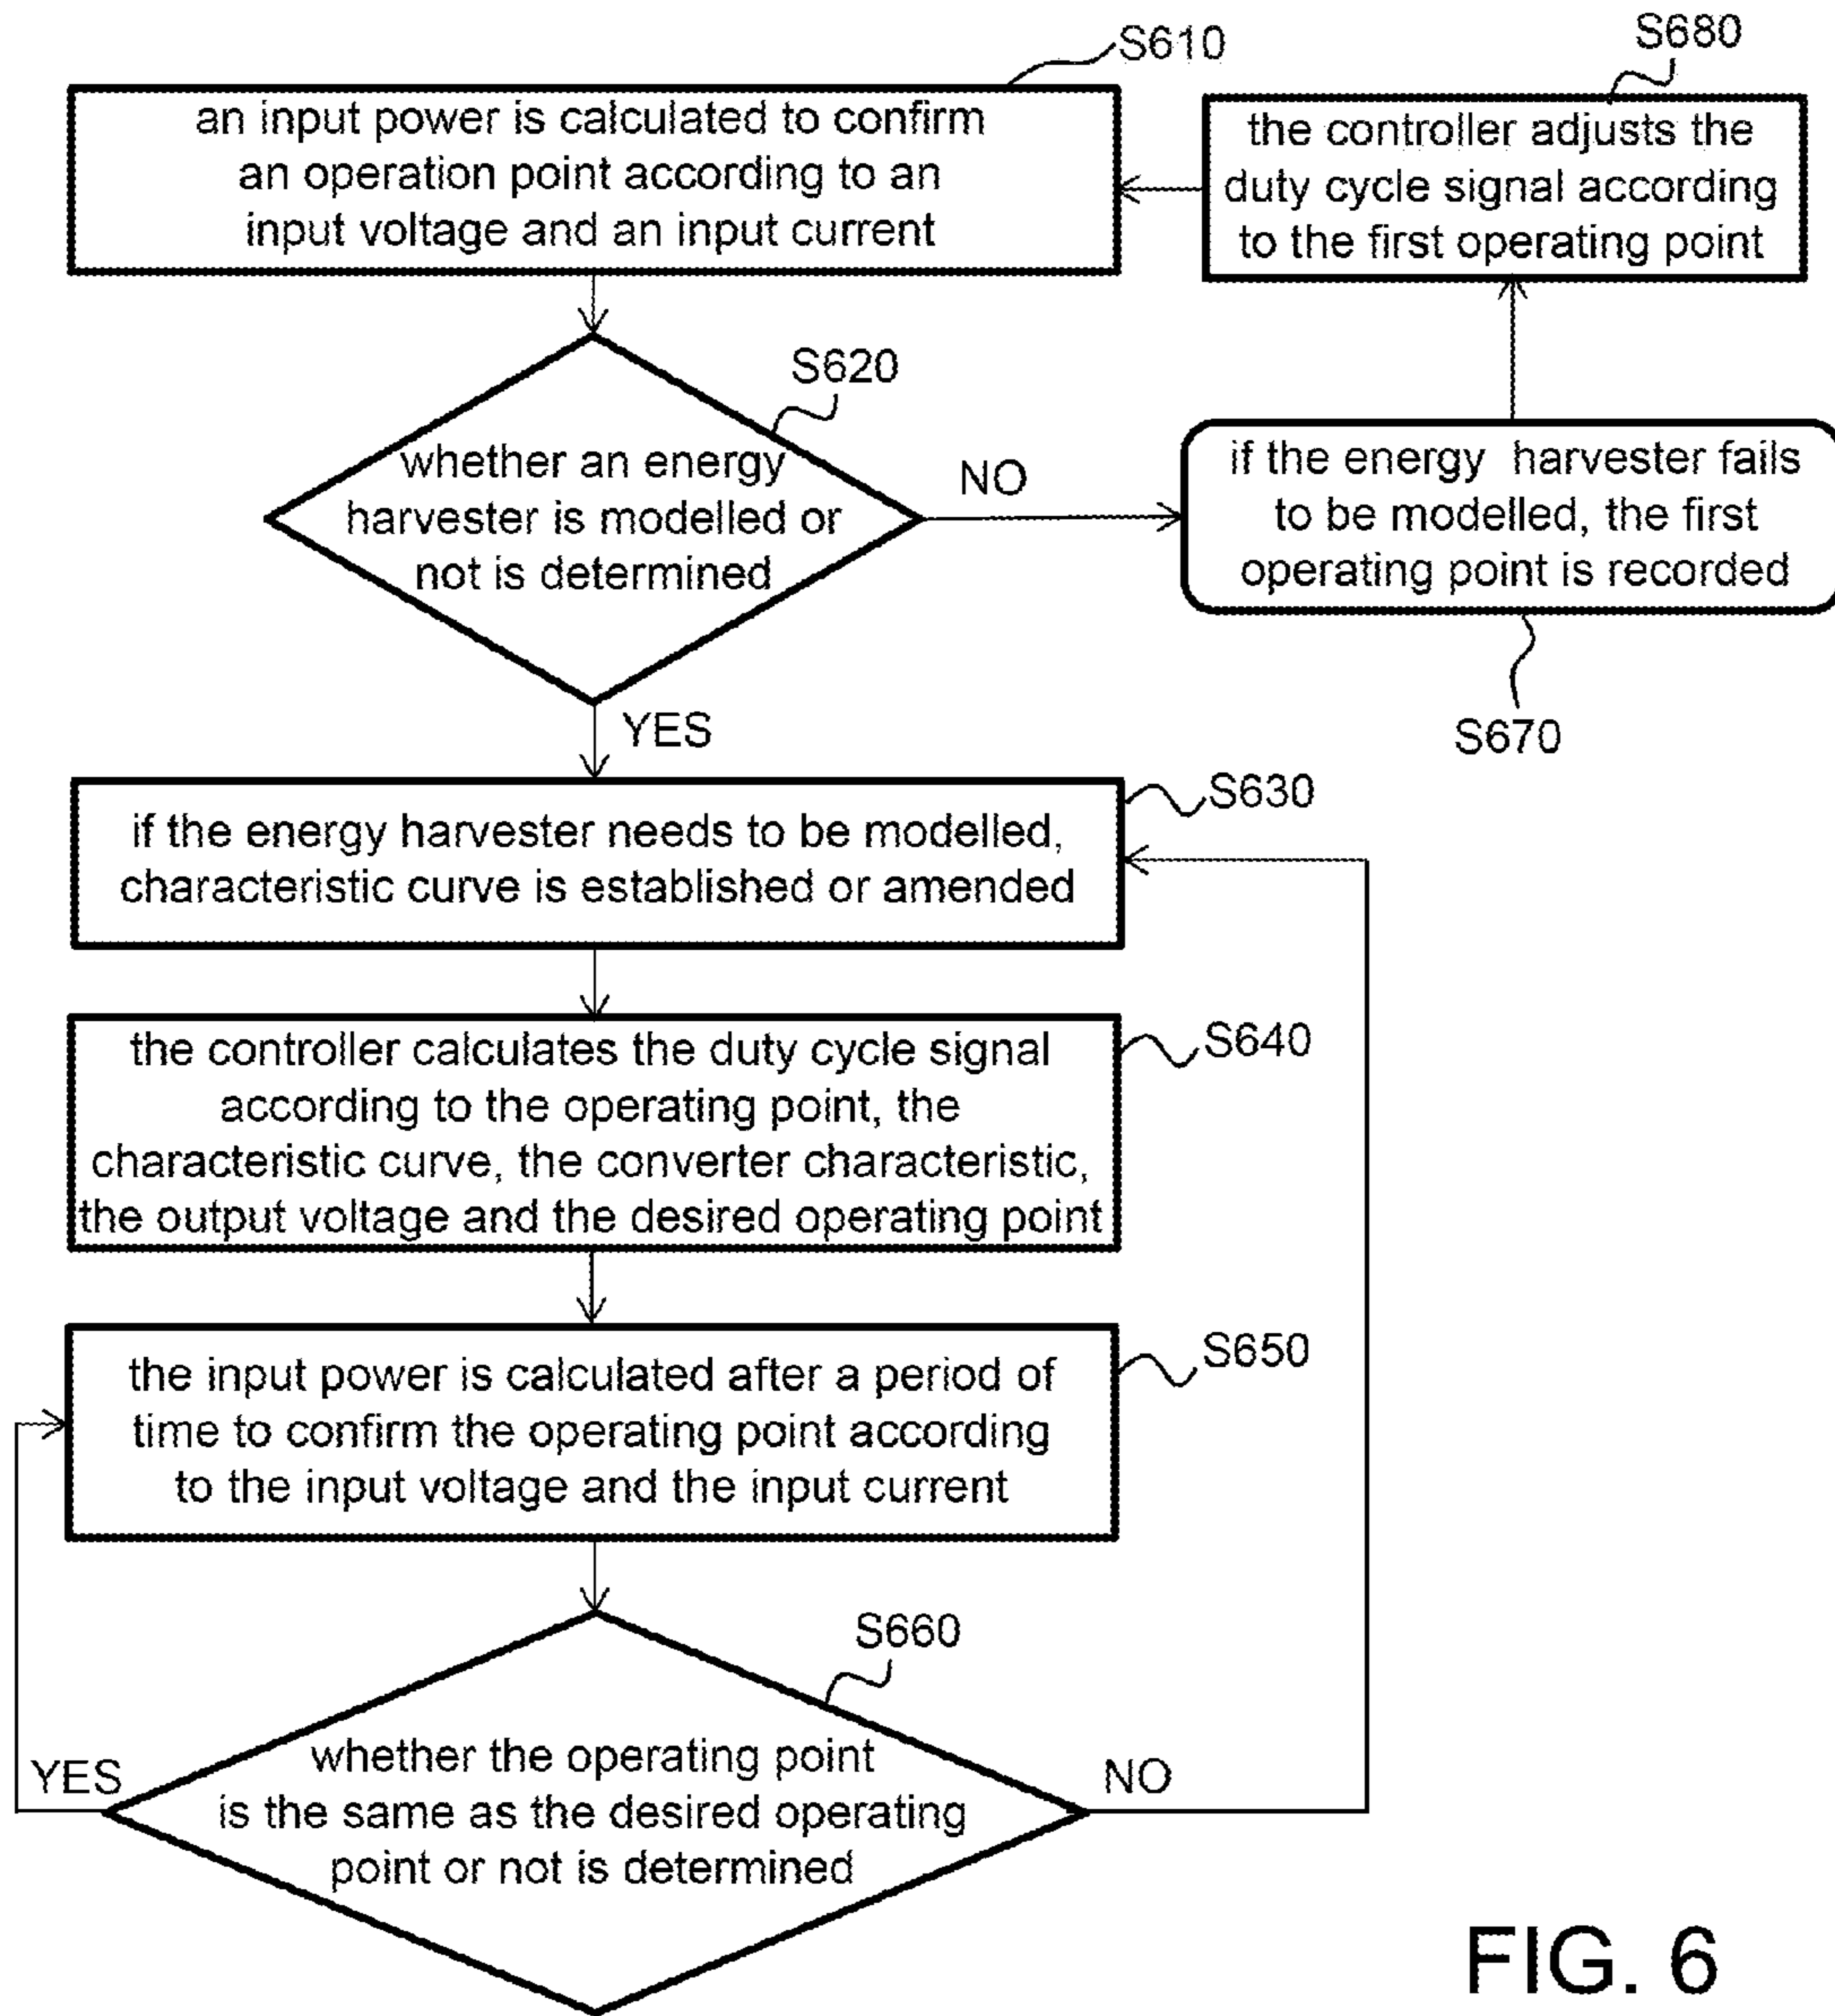 S610
an input power is calculated to confirm
an operation point according to an
input voltage and an input current
S680
the controller adjusts the
duty cycle signal according
to the first operating point
S620
whether an energy
harvester is modelled or
not is determined
NO
if the energy harvester fails
to be modelled, the first
operating point is recorded
S670
YES
S630
if the energy harvester needs to be modelled,
characteristic curve is established or amended
S640
the controller calculates the duty cycle signal
according to the operating point, the
characteristic curve, the converter characteristic,
the output voltage and the desired operating point
S650
the input power is calculated after a period of
time to confirm the operating point according
to the input voltage and the input current
S660
whether the operating point
is the same as the desired operating
point or not is determined
YES
NO
FIG. 6